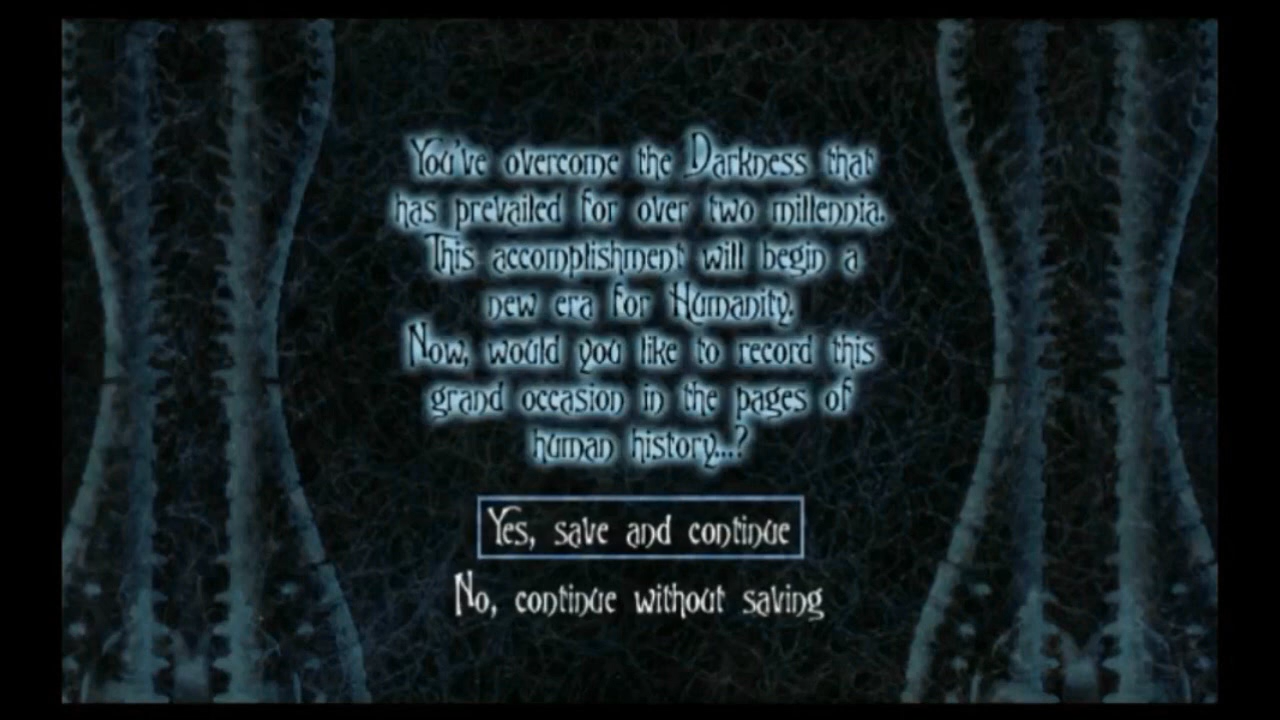 You've overcome the Darkness that
has prevailed for over two millennia.
This accomplishment will begin a
new era for Humanity.
Now, would you like to record this
grand occasion in the pages of
human history...?
Yes, save and continue
No, continue without saving